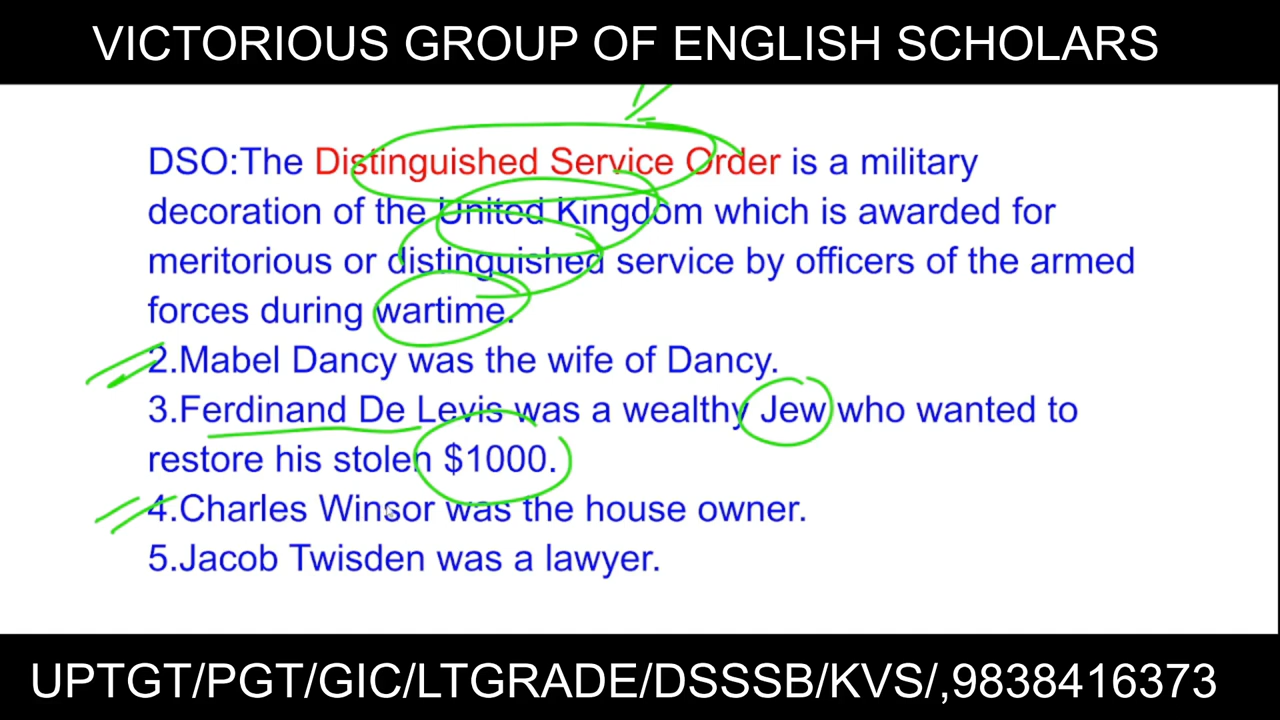 VICTORIOUS GROUP OF ENGLISH SCHOLARS
DSO:The Distinguished Service Order is a military
decoration of the United Kingdom which is awarded for
meritorious or distinguished service by officers of the armed
forces during wartime.
2.Mabel Dancy was the wife of Dancy.
3.Ferdinand De Levis was a wealthy Jew who wanted to
restore his stolen $1000.
4.Charles Winsor was the house owner.
5.Jacob Twisden was a lawyer.
UPTGT/PGT/GIC/LTGRADE/DSSSB/KVS/,9838416373